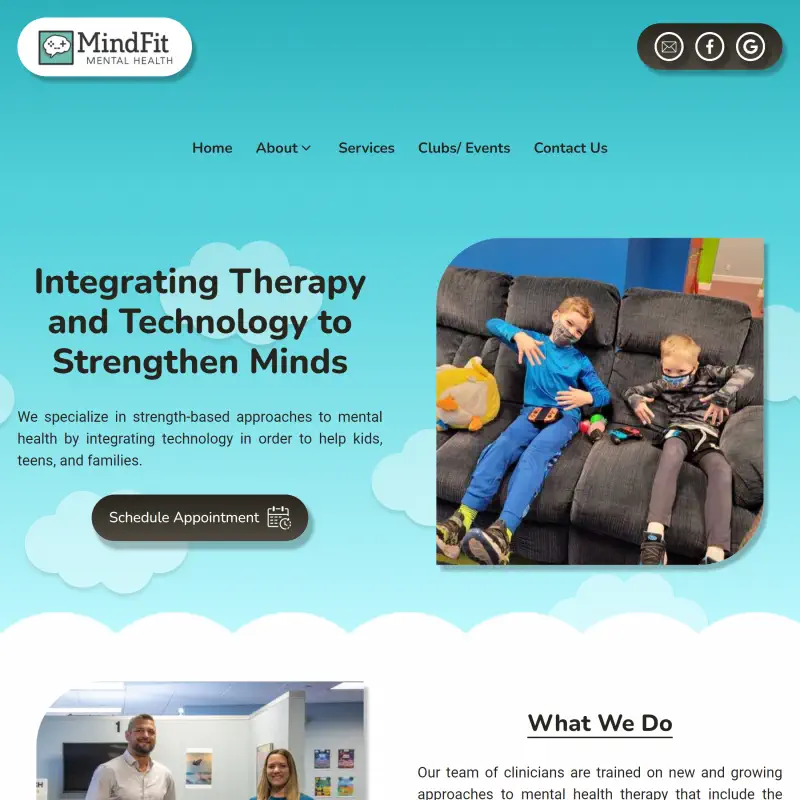 MindFit
MENTAL HEALTH
Home About Services Clubs/ Events Contact Us
Integrating Therapy
and Technology to
Strengthen Minds
We specialize in strength-based approaches to mental
health by integrating technology in order to help kids,
teens, and families.
Schedule Appointment
1
What We Do
Our team of clinicians are trained on new and growing
approaches to mental health therapy that include the